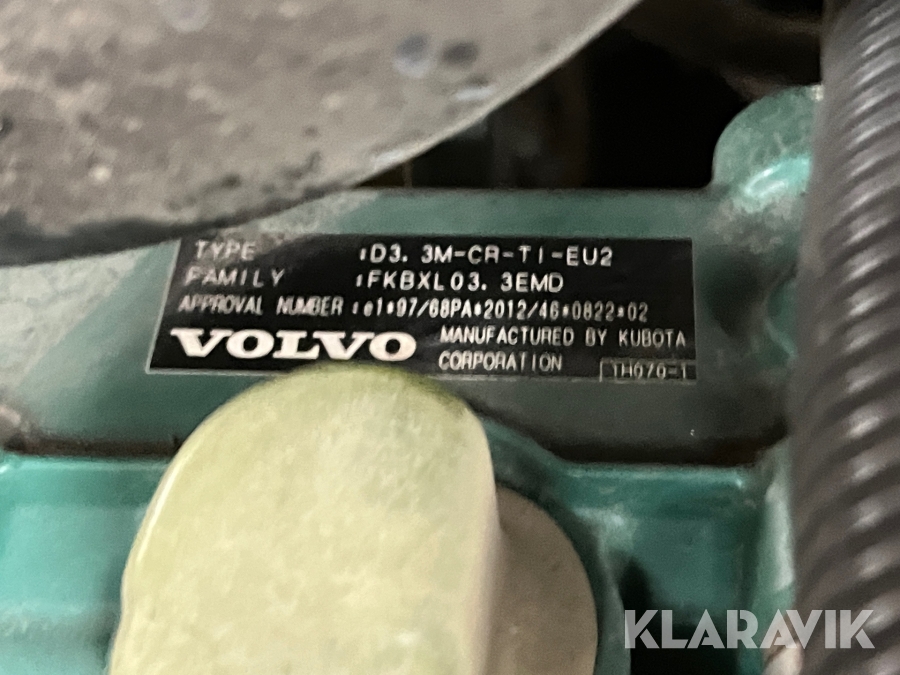 TYPE :D3. 3M-CR-TI-EU2
FAMILY :FKBXL03. 3EMD
APPROVAL NUMBER :e1*97/68PA*2012/46*0822*02
VOLVO MANUFACTURED BY KUBOTA
CORPORATION 1H070-1
KLARAVIK